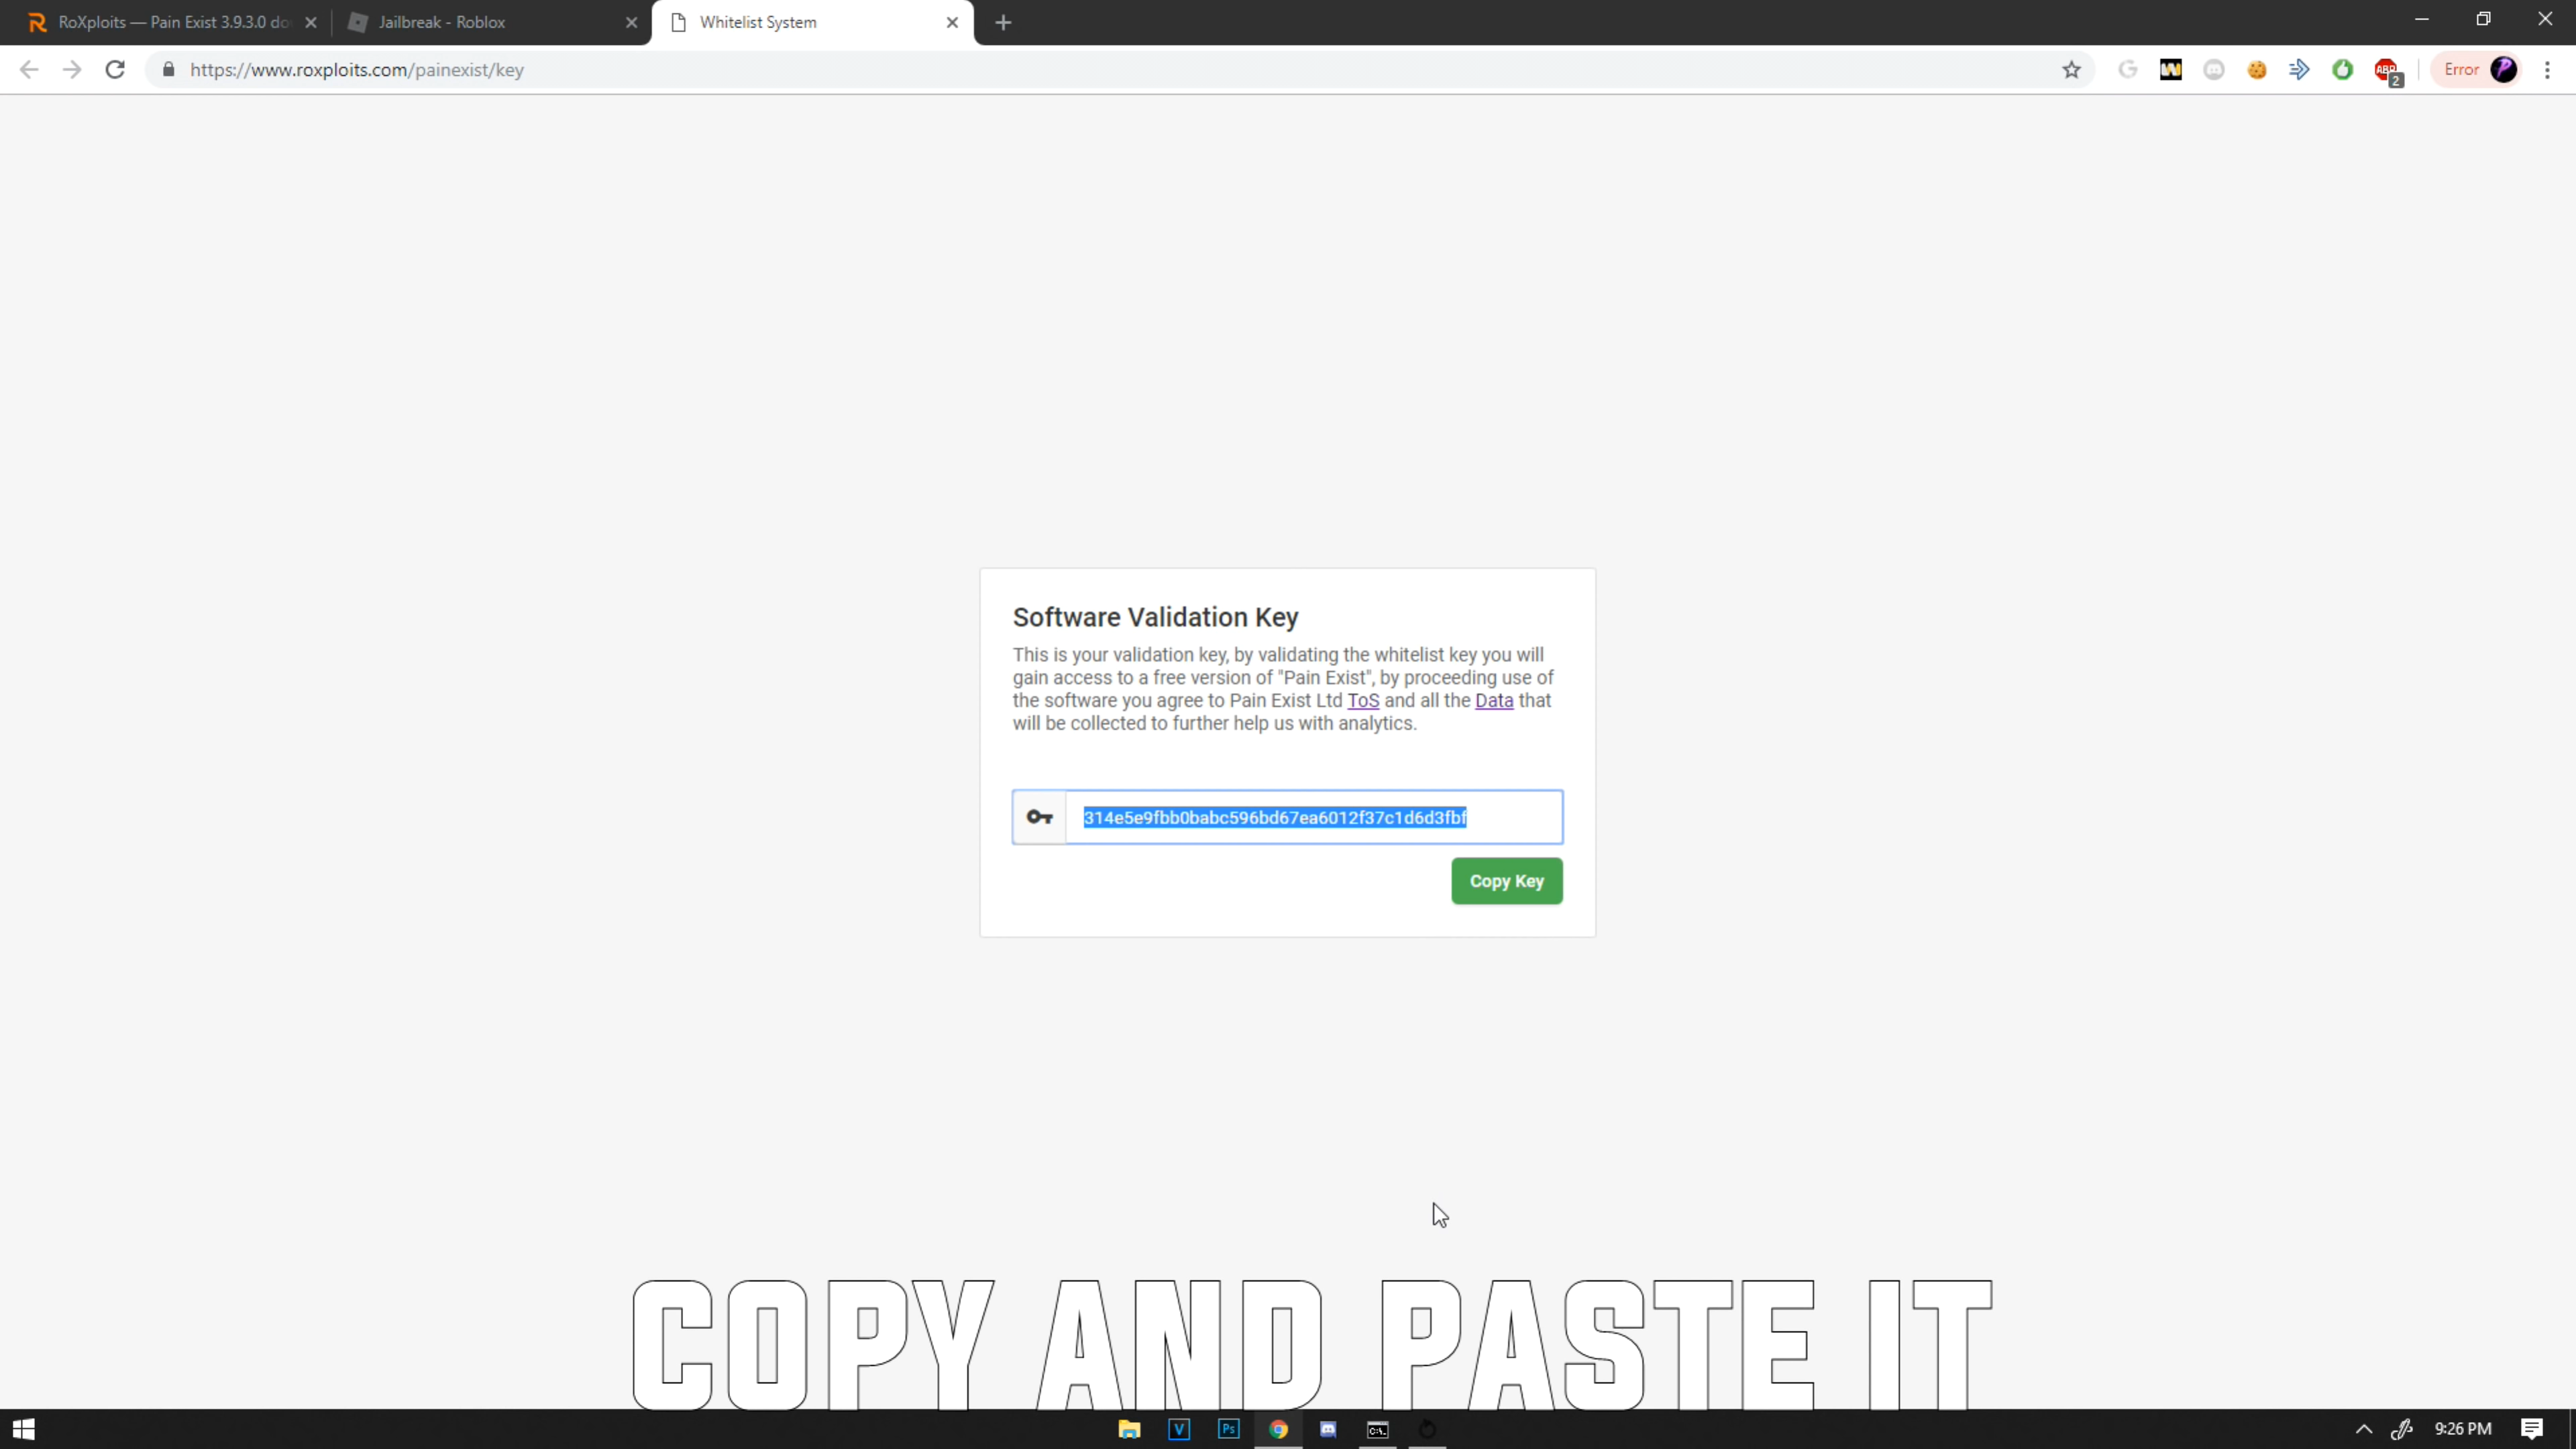 RoXploits — Pain Exist 3.9.3.0 do
Jailbreak - Roblox
Whitelist System
https://www.roxploits.com/painexist/key
ABP
2
Error
Software Validation Key
This is your validation key, by validating the whitelist key you will
gain access to a free version of "Pain Exist", by proceeding use of
the software you agree to Pain Exist Ltd ToS and all the Data that
will be collected to further help us with analytics.
314e5e9fbb0babc596bd67ea6012f37c1d6d3fbf
Copy Key
COPY AND PASTE IT
V
Ps
C:\.
9:26 PM